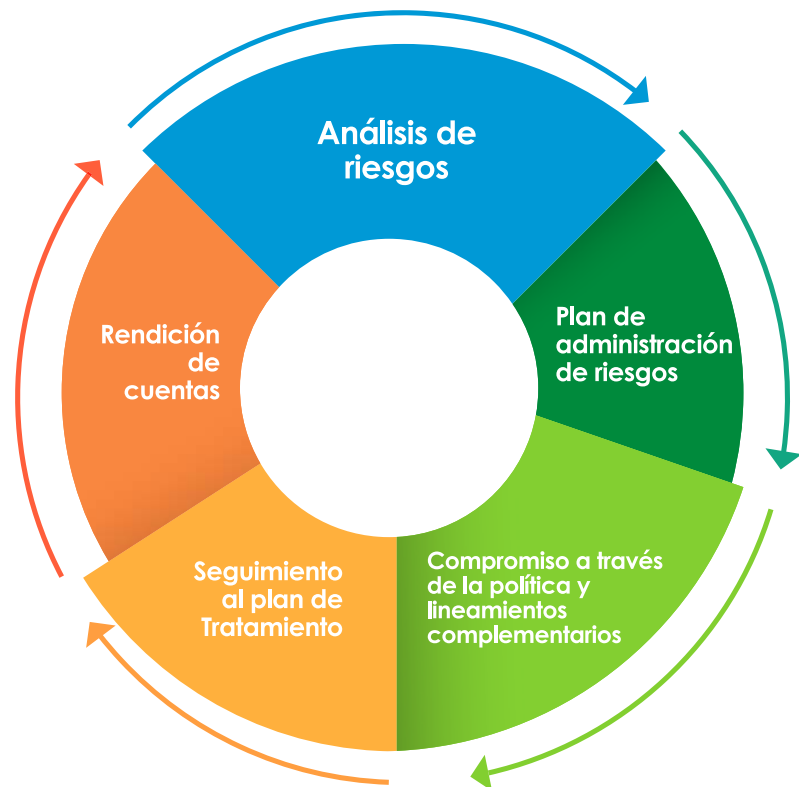 Análisis de
riesgos
Plan de
administración
de riesgos
Compromiso a través
de la política y
lineamientos
complementarios
Seguimiento
al plan de
Tratamiento
Rendición
de
cuentas